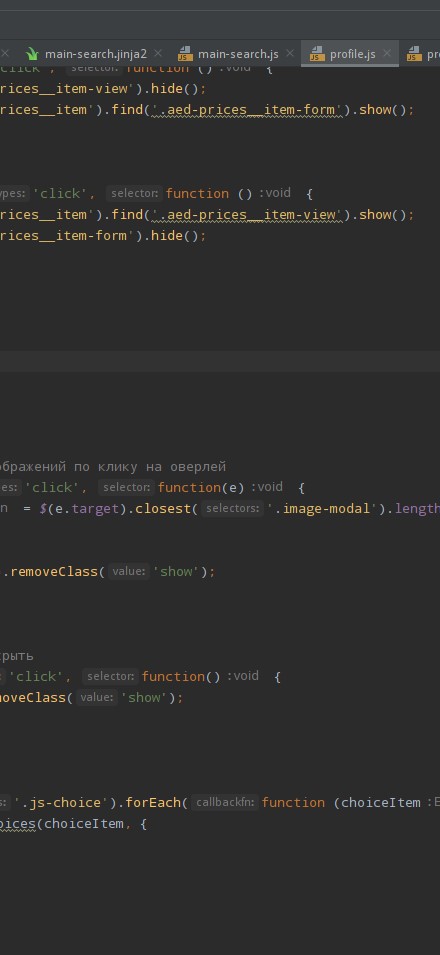 main-search.jinja2 main-search.js profile.js
click', selector: function () :void {
rices__item-view').hide();
rices__item').find('.aed-prices__item-form').show();
ypes: 'click', selector: function () :void {
rices__item').find('.aed-prices__item-view').show();
rices__item-form').hide();
ображений по клику на оверлей
es: 'click', selector: function(e) :void {
n = $(e.target).closest( selectors: '.image-modal').length
.removeClass( value: 'show');
рыть
: 'click', selector: function() :void {
moveClass( value: 'show');
s: '.js-choice').forEach( callbackfn: function (choiceItem :E
oices(choiceItem, {